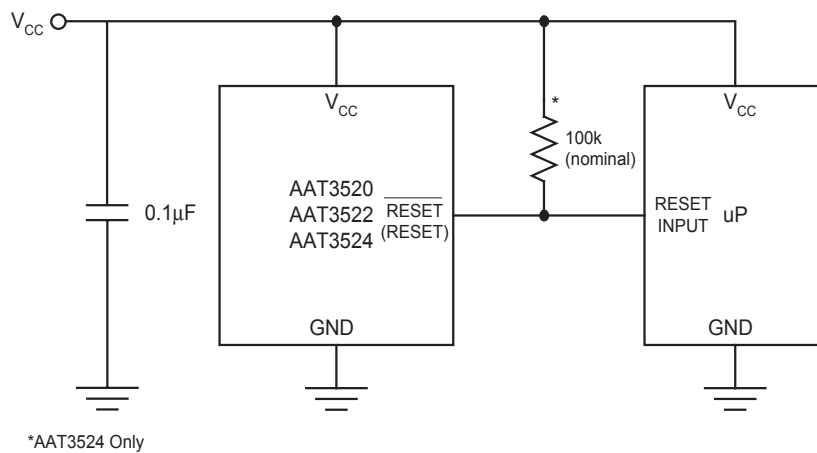 VCC
VCC
*
VCC
100k
(nominal)
AAT3520
AAT3522
AAT3524
RESET
(RESET)
0.1μF
RESET
INPUT
uP
GND
GND
*AAT3524 Only